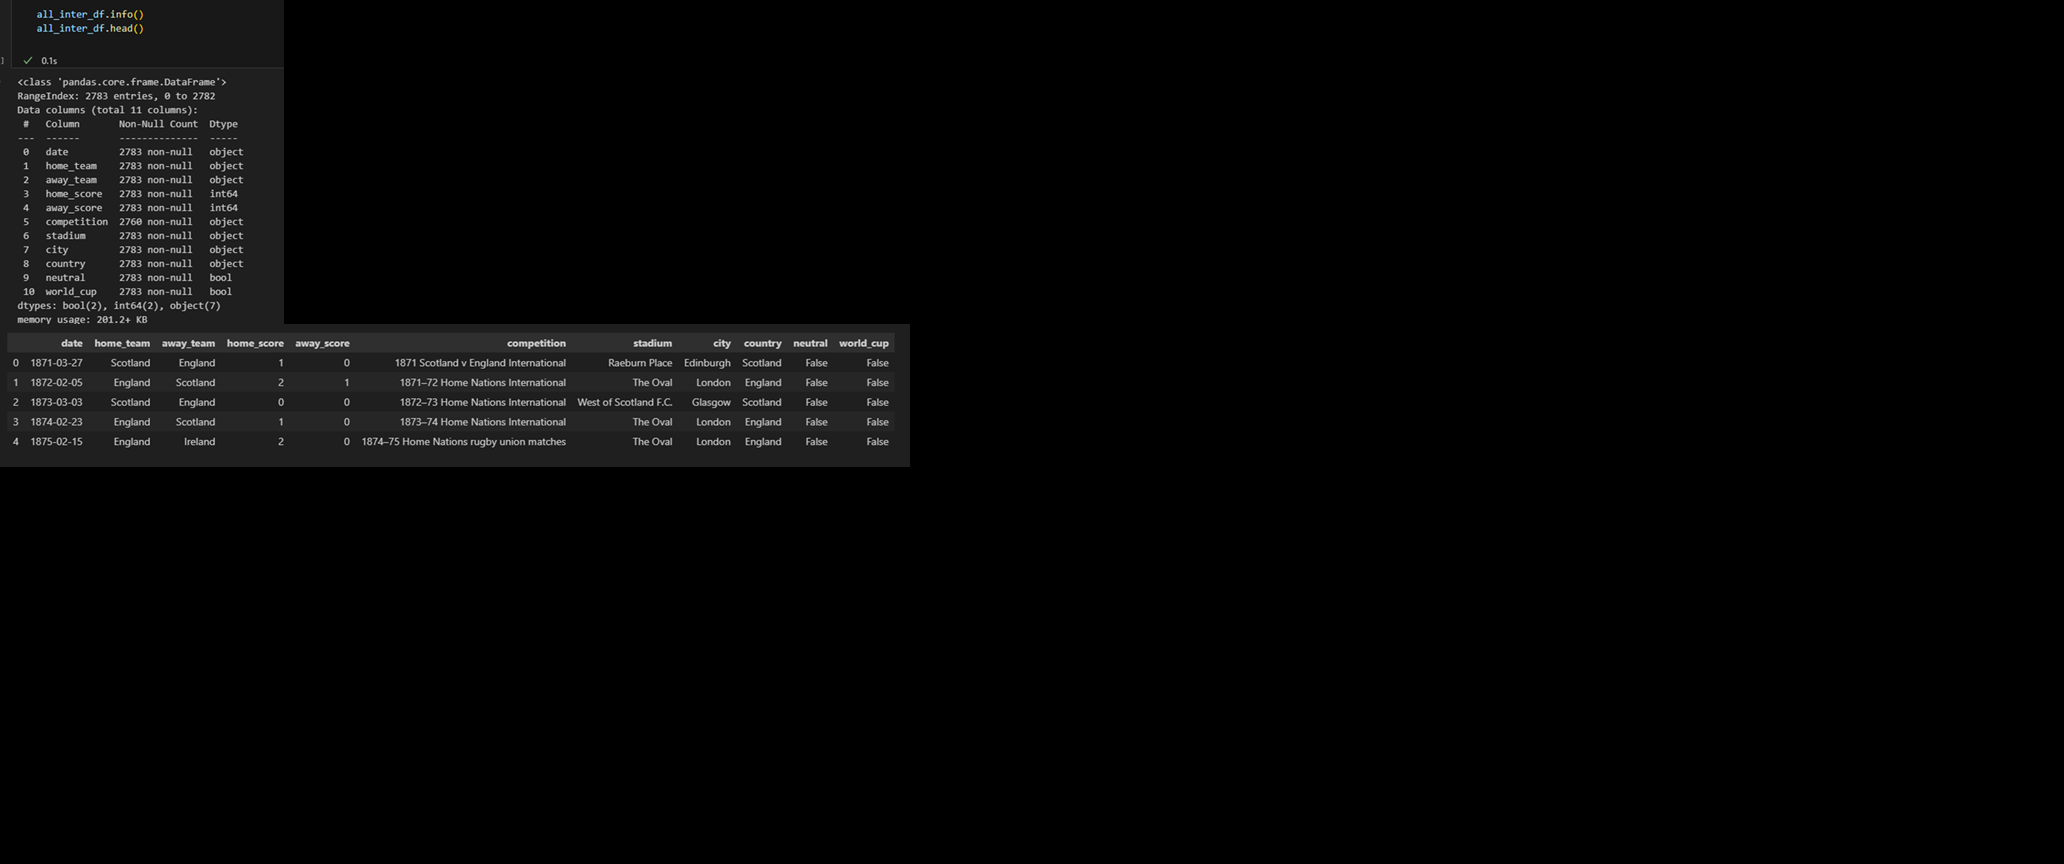 all_inter_df.info()
all_inter_df.head()
] ✓ 0.1s
<class 'pandas.core.frame.DataFrame'>
RangeIndex: 2783 entries, 0 to 2782
Data columns (total 11 columns):
 #   Column       Non-Null Count  Dtype
---  ------       --------------  -----
 0   date         2783 non-null   object
 1   home_team    2783 non-null   object
 2   away_team    2783 non-null   object
 3   home_score   2783 non-null   int64
 4   away_score   2783 non-null   int64
 5   competition  2760 non-null   object
 6   stadium      2783 non-null   object
 7   city         2783 non-null   object
 8   country      2783 non-null   object
 9   neutral      2783 non-null   bool
 10  world_cup    2783 non-null   bool
dtypes: bool(2), int64(2), object(7)
memory usage: 201.2+ KB
date home_team away_team home_score away_score competition stadium city country neutral world_cup
0 1871-03-27 Scotland England 1 0 1871 Scotland v England International Raeburn Place Edinburgh Scotland False False
1 1872-02-05 England Scotland 2 1 1871–72 Home Nations International The Oval London England False False
2 1873-03-03 Scotland England 0 0 1872–73 Home Nations International West of Scotland F.C. Glasgow Scotland False False
3 1874-02-23 England Scotland 1 0 1873–74 Home Nations International The Oval London England False False
4 1875-02-15 England Ireland 2 0 1874–75 Home Nations rugby union matches The Oval London England False False